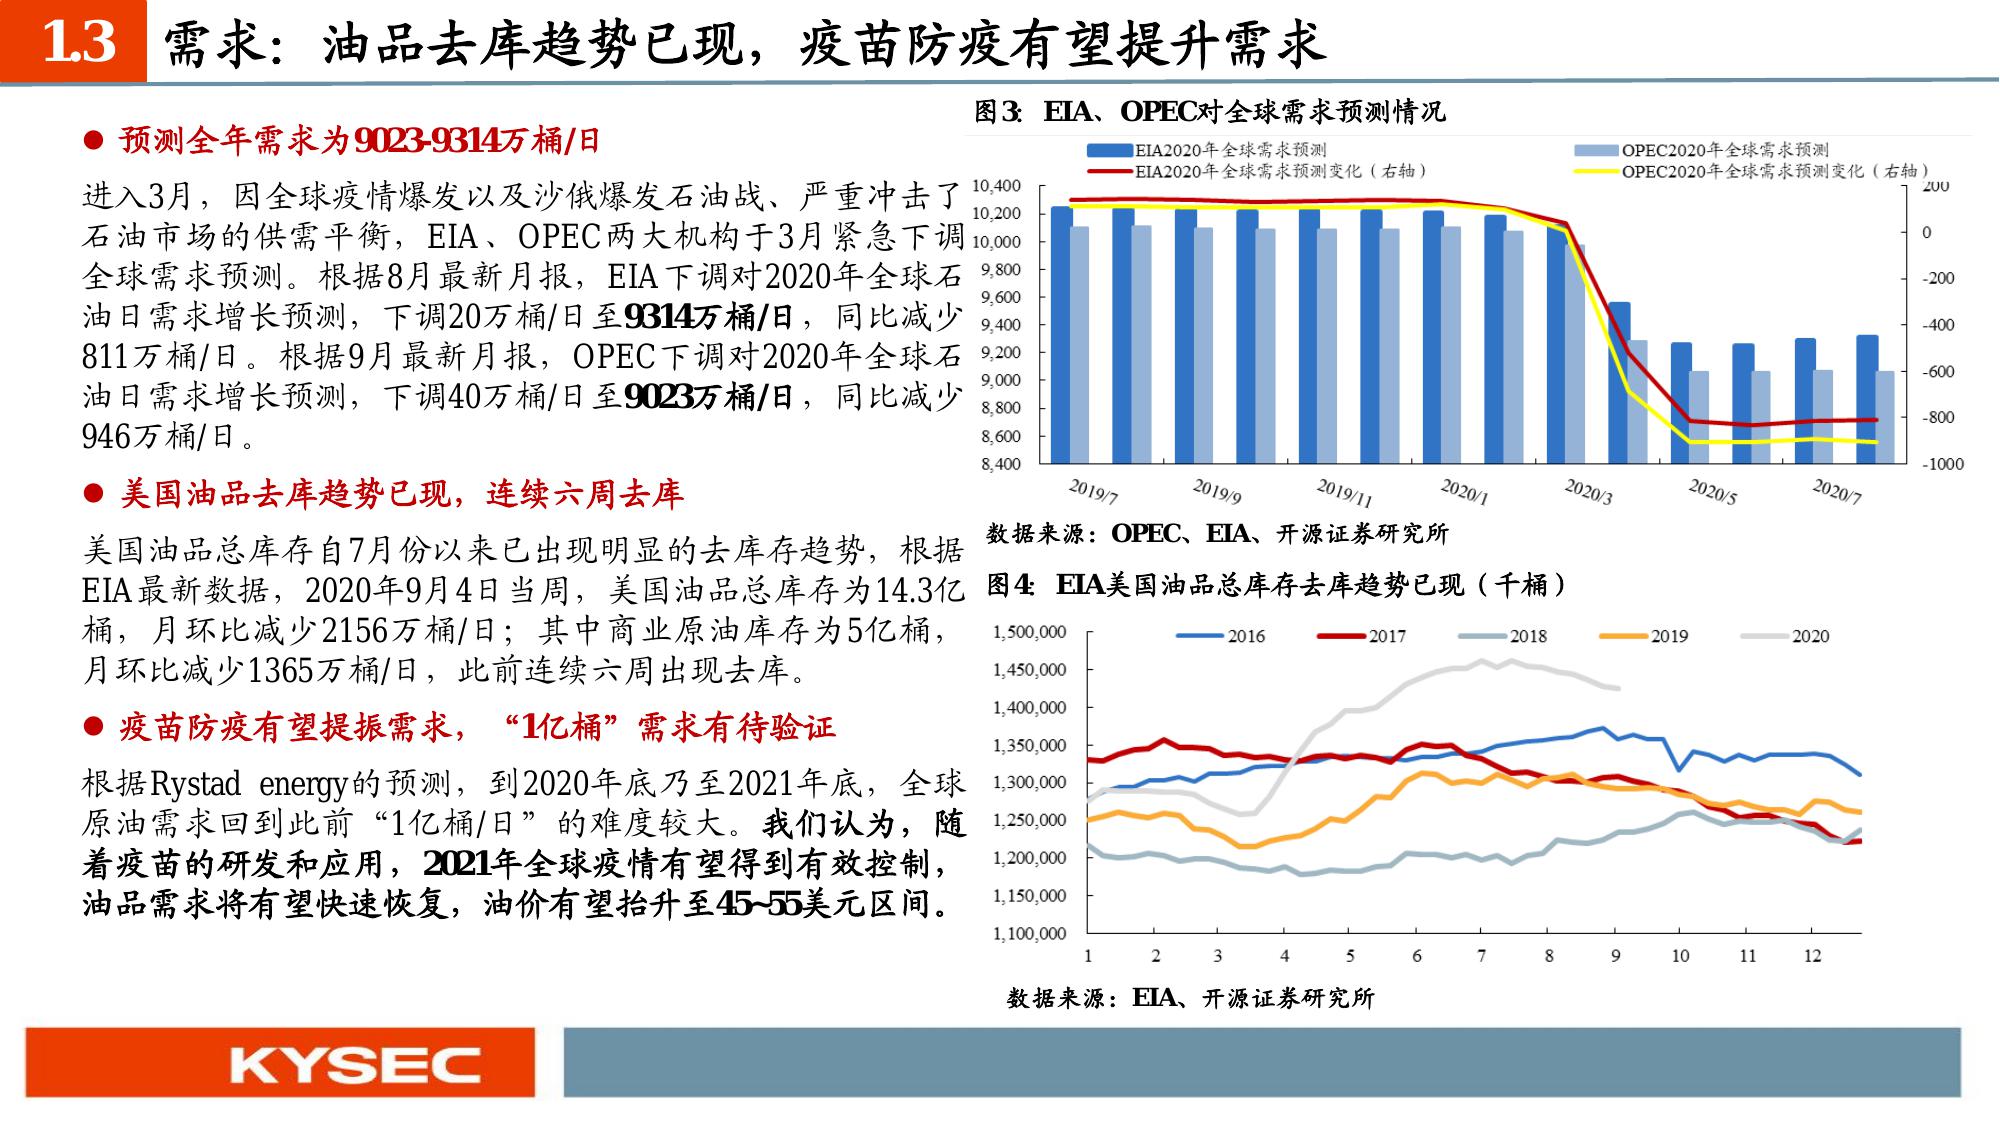 1.3
需求：油品去库趋势已现，疫苗防疫有望提升需求
● 预测全年需求为9023-9314万桶/日
进入3月，因全球疫情爆发以及沙俄爆发石油战、严重冲击了
石油市场的供需平衡，EIA、OPEC两大机构于3月紧急下调
全球需求预测。根据8月最新月报，EIA下调对2020年全球石
油日需求增长预测，下调20万桶/日至9314万桶/日，同比减少
811万桶/日。根据9月最新月报，OPEC下调对2020年全球石
油日需求增长预测，下调40万桶/日至9023万桶/日，同比减少
946万桶/日。
● 美国油品去库趋势已现，连续六周去库
美国油品总库存自7月份以来已出现明显的去库存趋势，根据
EIA最新数据，2020年9月4日当周，美国油品总库存为14.3亿
桶，月环比减少2156万桶/日；其中商业原油库存为5亿桶，
月环比减少1365万桶/日，此前连续六周出现去库。
● 疫苗防疫有望提振需求，“1亿桶”需求有待验证
根据Rystad energy的预测，到2020年底乃至2021年底，全球
原油需求回到此前“1亿桶/日”的难度较大。我们认为，随
着疫苗的研发和应用，2021年全球疫情有望得到有效控制，
油品需求将有望快速恢复，油价有望抬升至45~55美元区间。
图3：EIA、OPEC对全球需求预测情况
EIA2020年全球需求预测
OPEC2020年全球需求预测
EIA2020年全球需求预测变化（右轴）
OPEC2020年全球需求预测变化（右轴）
10,400
10,200
10,000
9,800
9,600
9,400
9,200
9,000
8,800
8,600
8,400
200
0
-200
-400
-600
-800
-1000
2019/7
2019/9
2019/11
2020/1
2020/3
2020/5
2020/7
数据来源：OPEC、EIA、开源证券研究所
图4：EIA美国油品总库存去库趋势已现（千桶）
2016
2017
2018
2019
2020
1,500,000
1,450,000
1,400,000
1,350,000
1,300,000
1,250,000
1,200,000
1,150,000
1,100,000
1
2
3
4
5
6
7
8
9
10
11
12
数据来源：EIA、开源证券研究所
KYSEC